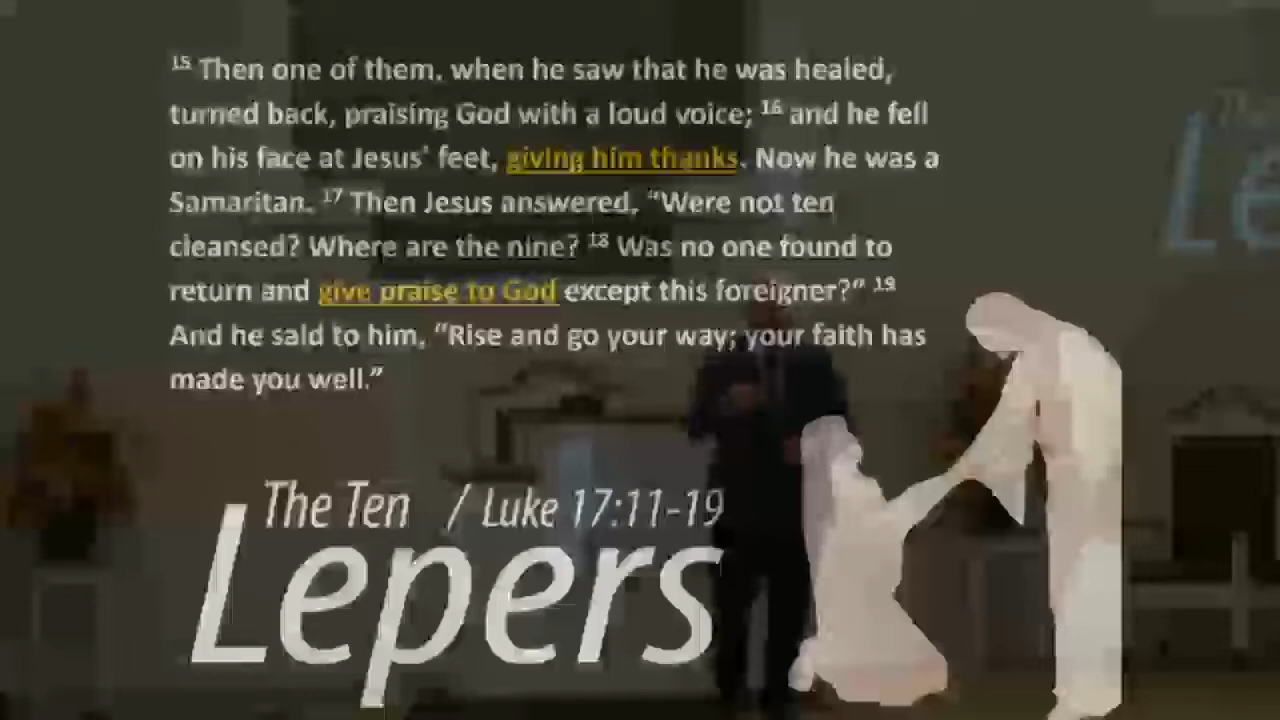 15 Then one of them, when he saw that he was healed,
turned back, praising God with a loud voice; 16 and he fell
on his face at Jesus' feet, giving him thanks. Now he was a
Samaritan. 17 Then Jesus answered, "Were not ten
cleansed? Where are the nine? 18 Was no one found to
return and give praise to God except this foreigner?" 19
And he said to him, "Rise and go your way; your faith has
made you well."
The Ten / Luke 17:11-19
Lepers
Le